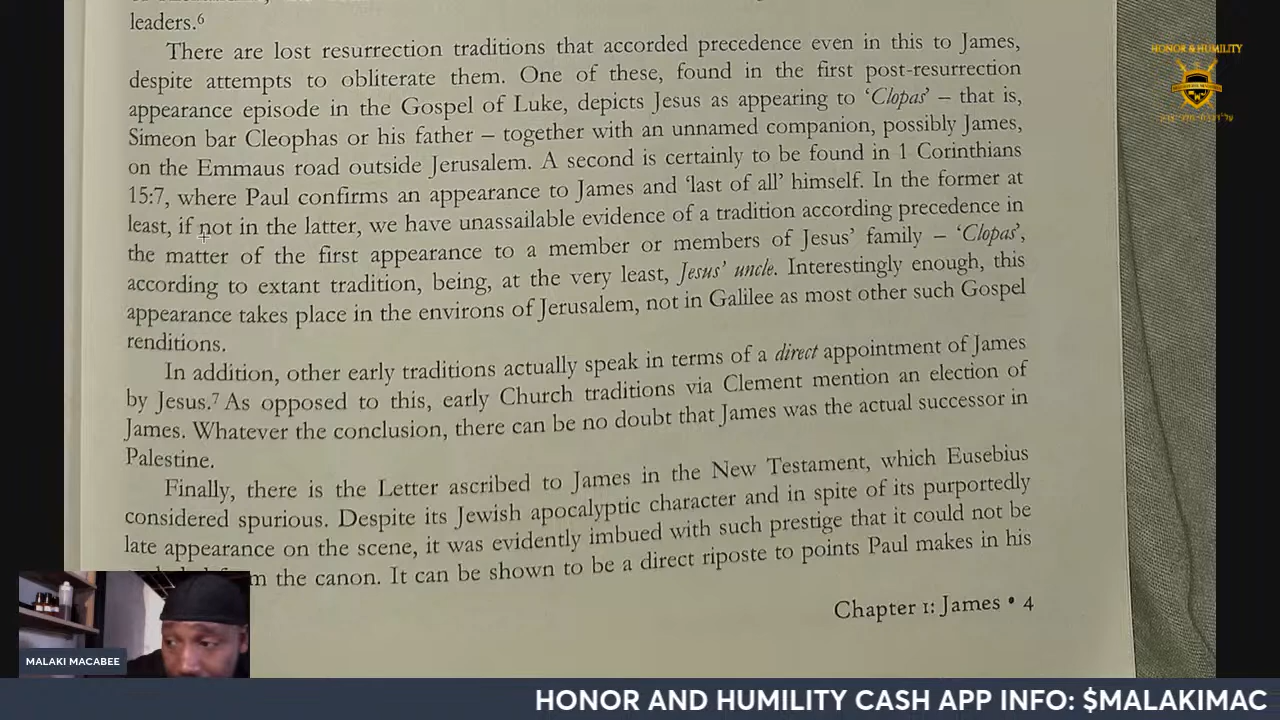 leaders.6
There are lost resurrection traditions that accorded precedence even in this to James,
despite attempts to obliterate them. One of these, found in the first post-resurrection
appearance episode in the Gospel of Luke, depicts Jesus as appearing to ‘Clopas’ – that is,
Simeon bar Cleophas or his father – together with an unnamed companion, possibly James,
on the Emmaus road outside Jerusalem. A second is certainly to be found in 1 Corinthians
15:7, where Paul confirms an appearance to James and ‘last of all’ himself. In the former at
least, if not in the latter, we have unassailable evidence of a tradition according precedence in
the matter of the first appearance to a member or members of Jesus’ family – ‘Clopas’,
according to extant tradition, being, at the very least, Jesus’ uncle. Interestingly enough, this
appearance takes place in the environs of Jerusalem, not in Galilee as most other such Gospel
renditions.
In addition, other early traditions actually speak in terms of a direct appointment of James
by Jesus.7 As opposed to this, early Church traditions via Clement mention an election of
James. Whatever the conclusion, there can be no doubt that James was the actual successor in
Palestine.
Finally, there is the Letter ascribed to James in the New Testament, which Eusebius
considered spurious. Despite its Jewish apocalyptic character and in spite of its purportedly
late appearance on the scene, it was evidently imbued with such prestige that it could not be
the canon. It can be shown to be a direct riposte to points Paul makes in his
Chapter 1: James • 4
HONOR & HUMILITY
MALAKI MACABEE
HONOR AND HUMILITY CASH APP INFO: $MALAKIMAC